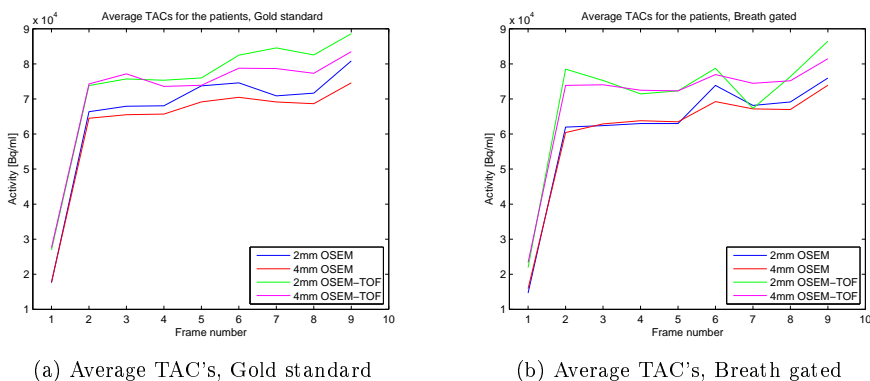 Average TACs for the patients, Gold standard
x 10^4
9
8
7
6
5
4
3
2
1
Activity [Bq/ml]
1 2 3 4 5 6 7 8 9 10
Frame number
2mm OSEM
4mm OSEM
2mm OSEM-TOF
4mm OSEM-TOF
(a) Average TAC's, Gold standard
Average TACs for the patients, Breath gated
x 10^4
9
8
7
6
5
4
3
2
1
Activity [Bq/ml]
1 2 3 4 5 6 7 8 9 10
Frame number
2mm OSEM
4mm OSEM
2mm OSEM-TOF
4mm OSEM-TOF
(b) Average TAC's, Breath gated